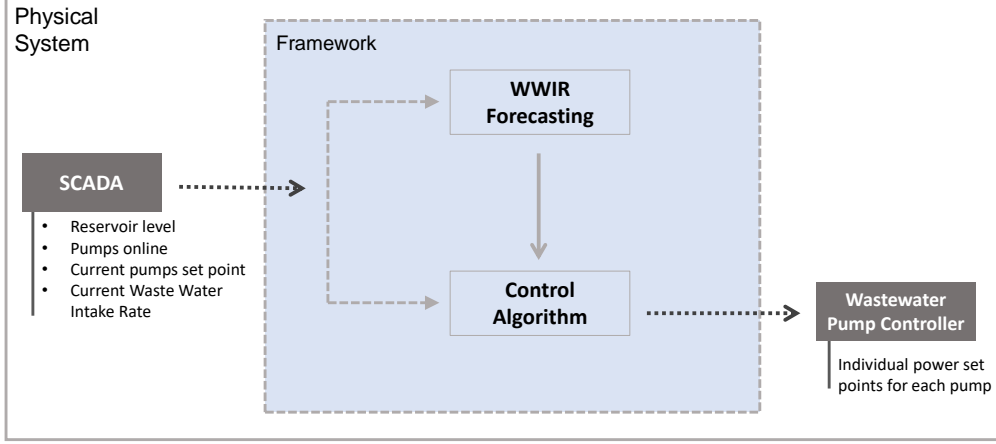 Physical
System
Framework
WWIR
Forecasting
SCADA
• Reservoir level
• Pumps online
• Current pumps set point
• Current Waste Water
Intake Rate
Control
Algorithm
Wastewater
Pump Controller
Individual power set
points for each pump